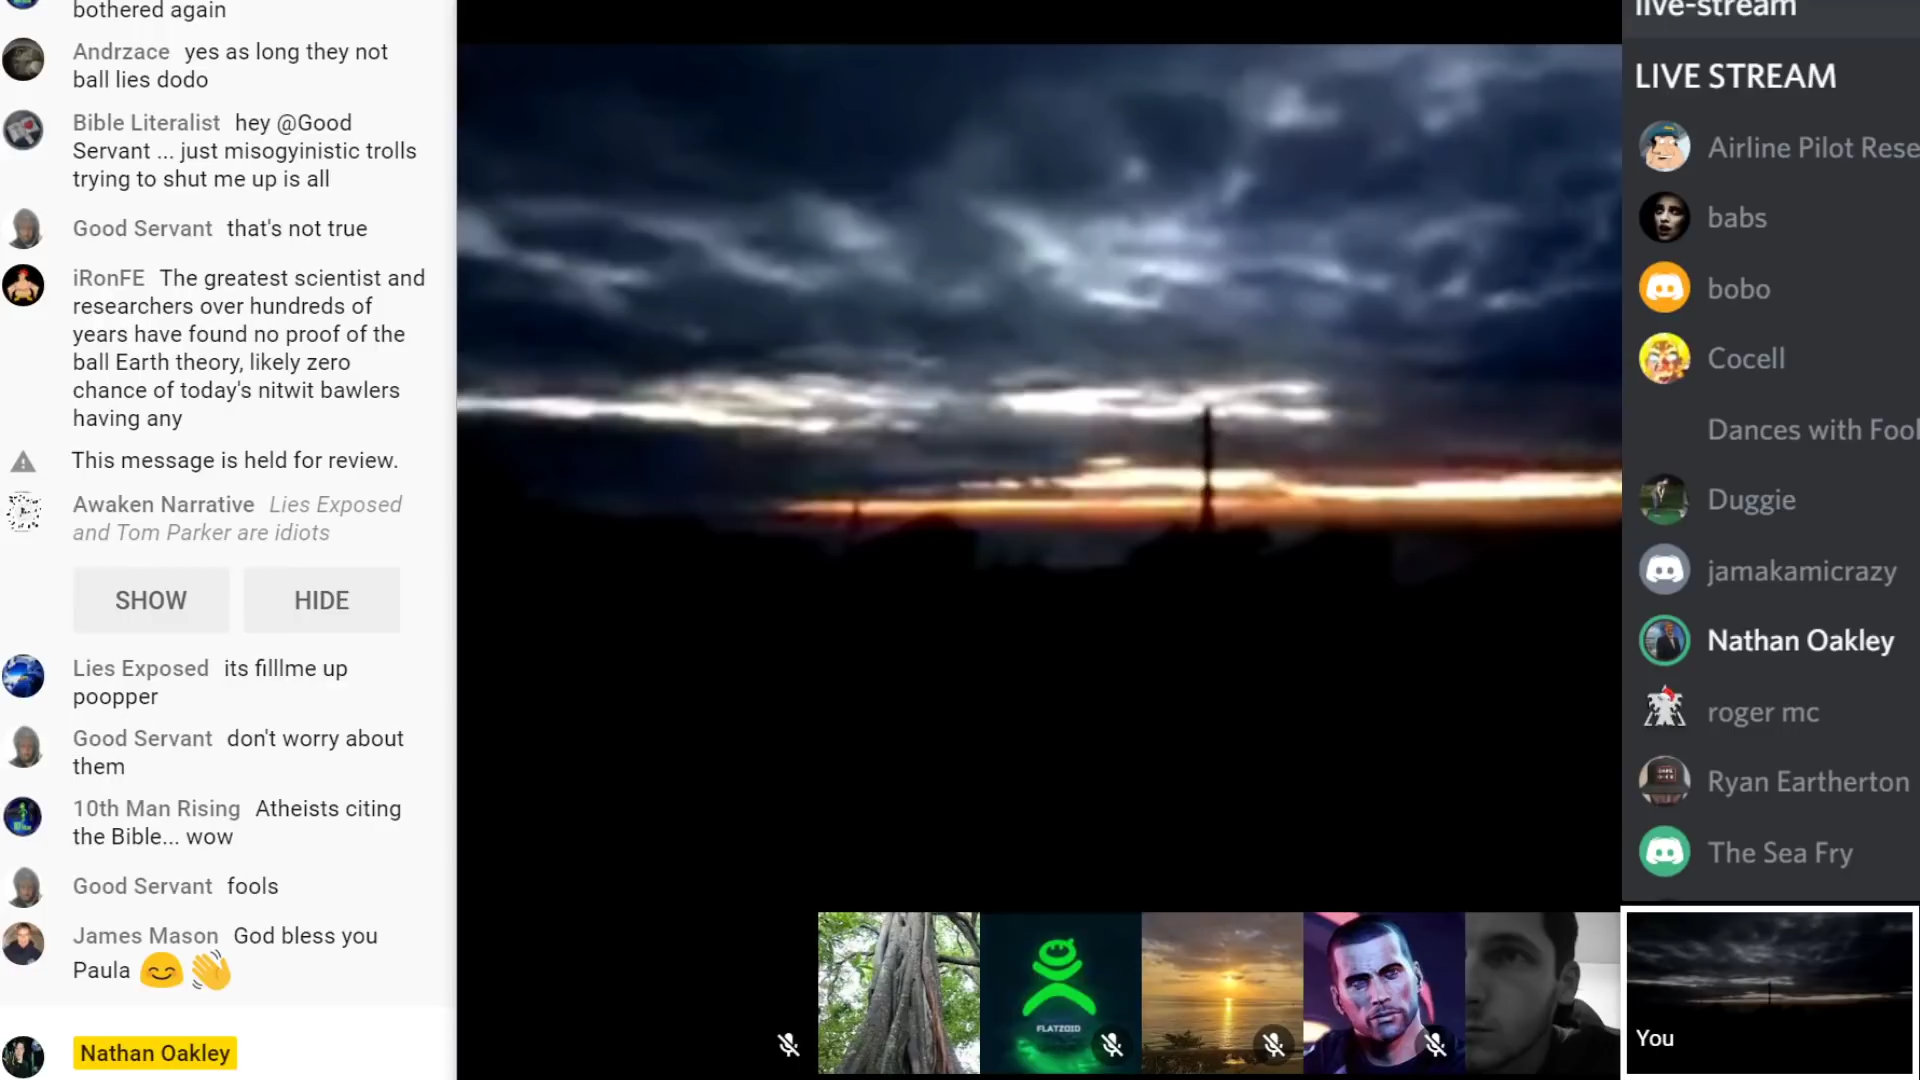 bothered again
Andrzace yes as long they not
ball lies dodo
Bible Literalist hey @Good
Servant ... just misogyinistic trolls
trying to shut me up is all
Good Servant that's not true
iRonFE The greatest scientist and
researchers over hundreds of
years have found no proof of the
ball Earth theory, likely zero
chance of today's nitwit bawlers
having any
This message is held for review.
Awaken Narrative Lies Exposed
and Tom Parker are idiots
SHOW HIDE
Lies Exposed its filllme up
poopper
Good Servant don't worry about
them
10th Man Rising Atheists citing
the Bible... wow
Good Servant fools
James Mason God bless you
Paula 😊👋
Nathan Oakley
FLATZOID
You
live-stream
LIVE STREAM
Airline Pilot Rese
babs
bobo
Cocell
Dances with Fool
Duggie
jamakamicrazy
Nathan Oakley
roger mc
Ryan Eartherton
The Sea Fry